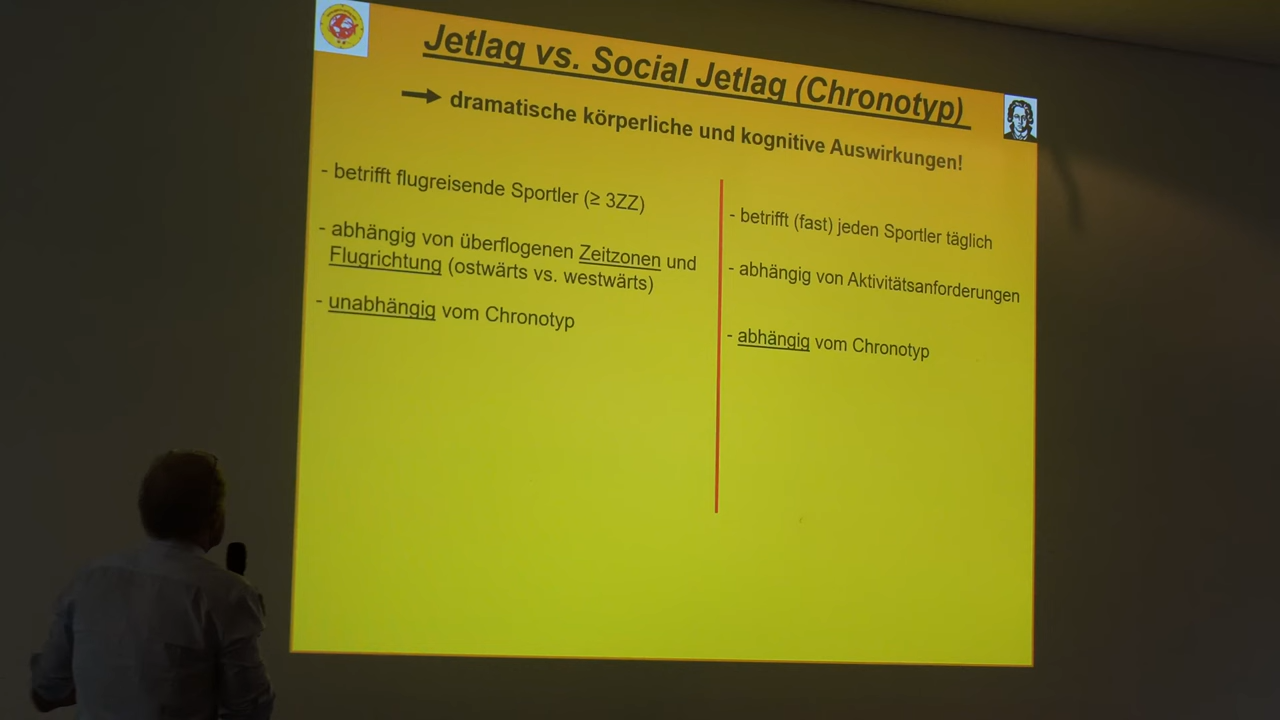 Jetlag vs. Social Jetlag (Chronotyp)
dramatische körperliche und kognitive Auswirkungen!
- betrifft flugreisende Sportler (≥ 3ZZ)
- abhängig von überflogenen Zeitzonen und
Flugrichtung (ostwärts vs. westwärts)
- unabhängig vom Chronotyp
- betrifft (fast) jeden Sportler täglich
- abhängig von Aktivitätsanforderungen
- abhängig vom Chronotyp